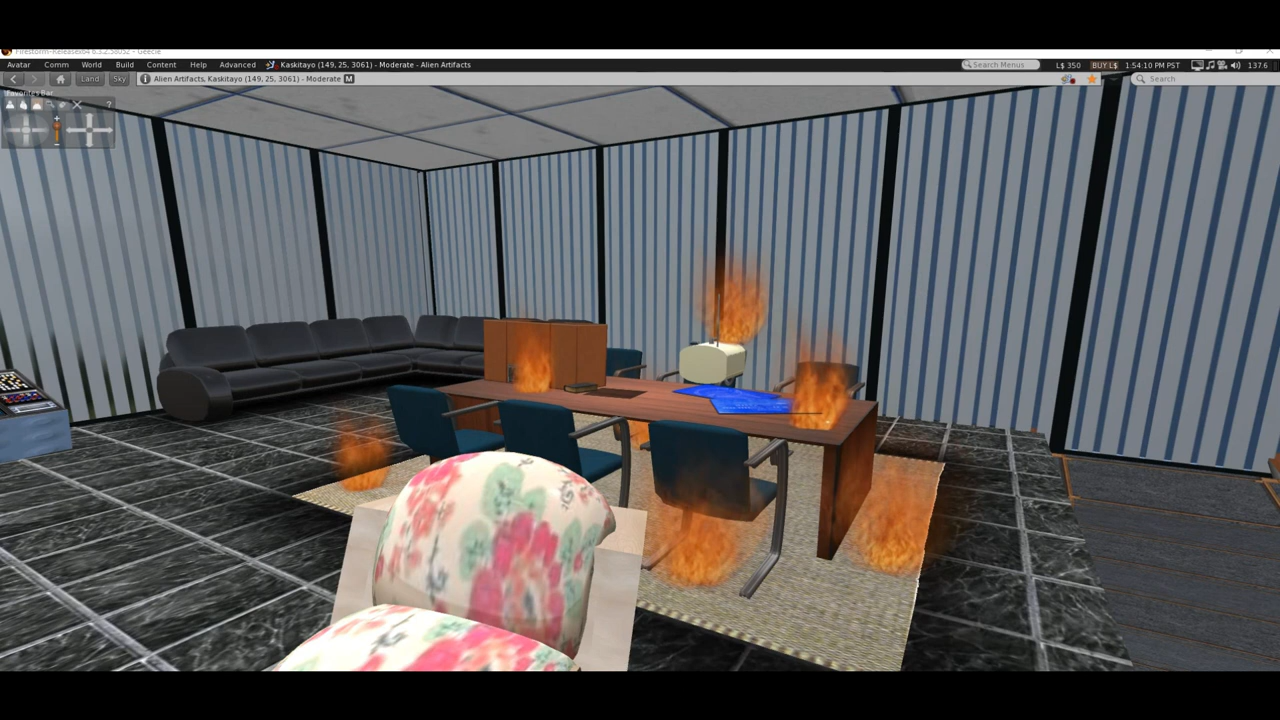 Firestorm-Releasex64 6.3.2.58052 - Geecie
Avatar Comm World Build Content Help Advanced Kaskitayo (149, 25, 3061) - Moderate - Alien Artifacts Search Menus L$ 350 BUY L$ 1:54:10 PM PST 137.6
Land Sky Alien Artifacts, Kaskitayo (149, 25, 3061) - Moderate M Search
Favorites Bar
?